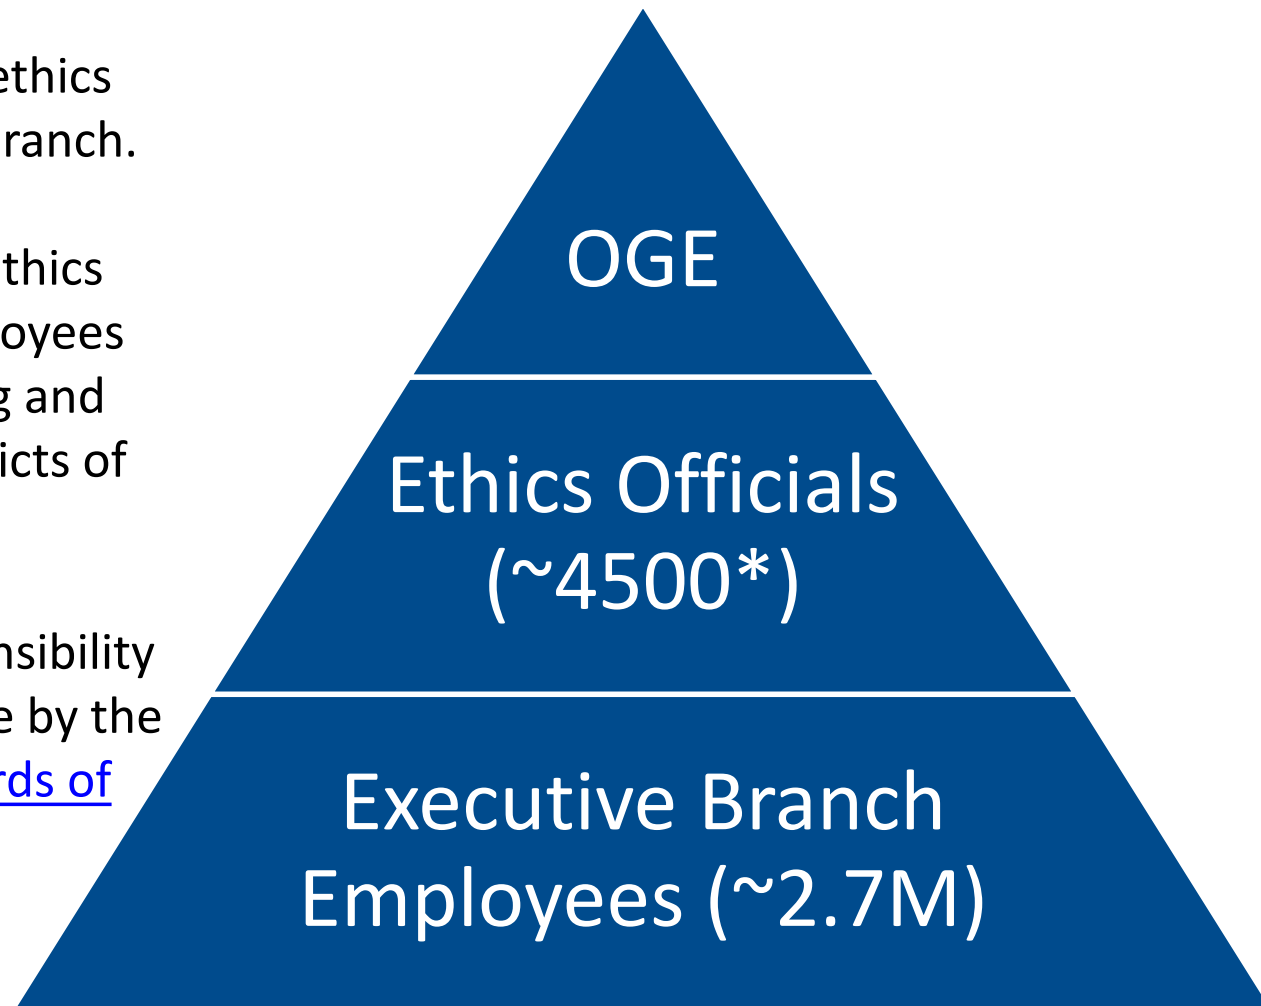 ethics
ranch.
thics
oyees
g and
icts of
nsibility
e by the
rds of
OGE
Ethics Officials
(~4500*)
Executive Branch
Employees (~2.7M)